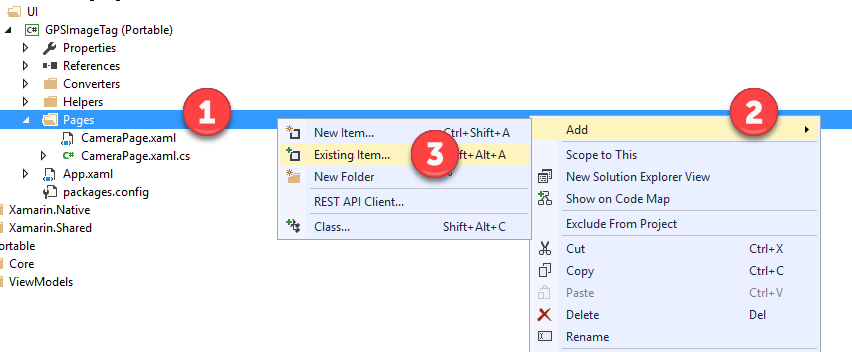 UI
C# GPSImageTag (Portable)
Properties
References
Converters
Helpers
Pages
CameraPage.xaml
C# CameraPage.xaml.cs
App.xaml
packages.config
Xamarin.Native
Xamarin.Shared
ortable
Core
ViewModels
1
2
3
New Item... Ctrl+Shift+A
Existing Item... ft+Alt+A
New Folder
REST API Client...
Class... Shift+Alt+C
Add
Scope to This
New Solution Explorer View
Show on Code Map
Exclude From Project
Cut Ctrl+X
Copy Ctrl+C
Paste Ctrl+V
Delete Del
Rename